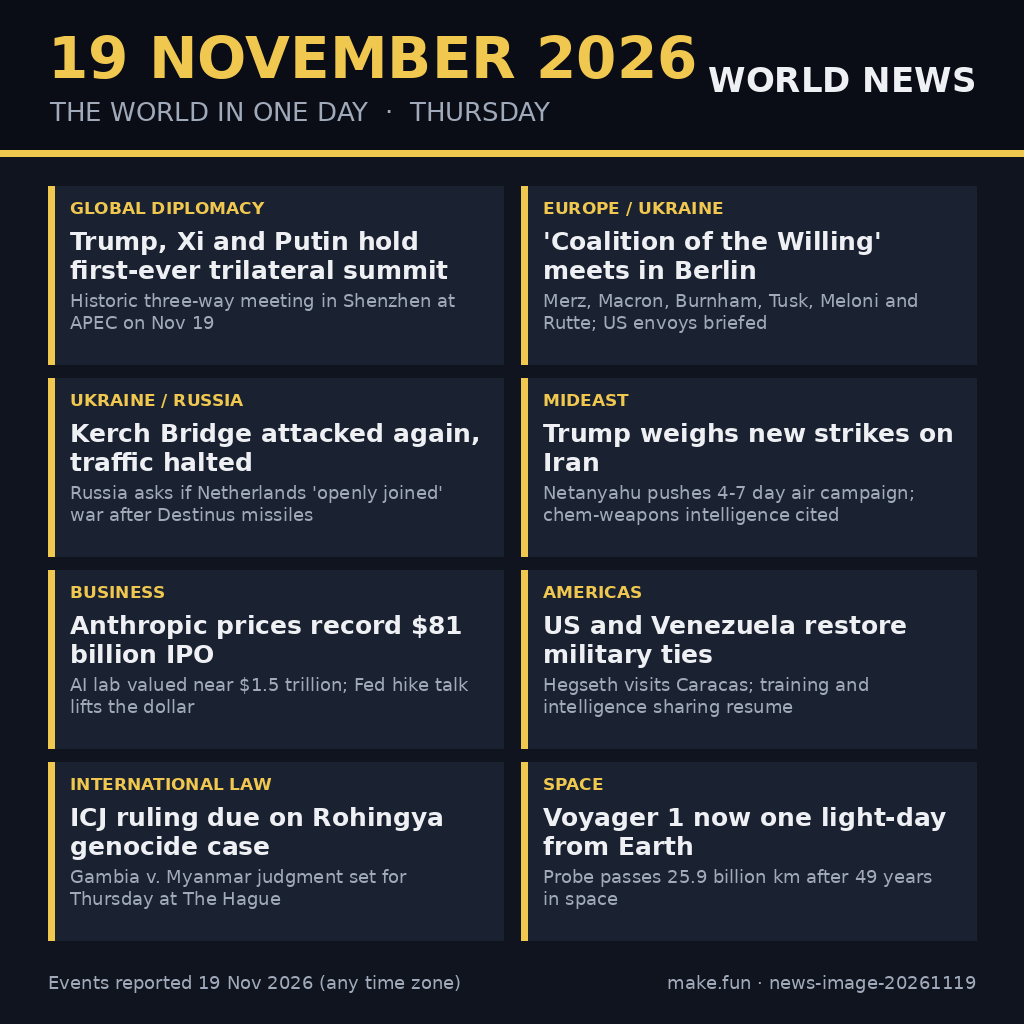 19 NOVEMBER 2026
WORLD NEWS
THE WORLD IN ONE DAY · THURSDAY
GLOBAL DIPLOMACY
Trump, Xi and Putin hold
first-ever trilateral summit
Historic three-way meeting in Shenzhen at
APEC on Nov 19
EUROPE / UKRAINE
'Coalition of the Willing'
meets in Berlin
Merz, Macron, Burnham, Tusk, Meloni and
Rutte; US envoys briefed
UKRAINE / RUSSIA
Kerch Bridge attacked again,
traffic halted
Russia asks if Netherlands 'openly joined'
war after Destinus missiles
MIDEAST
Trump weighs new strikes on
Iran
Netanyahu pushes 4-7 day air campaign;
chem-weapons intelligence cited
BUSINESS
Anthropic prices record $81
billion IPO
AI lab valued near $1.5 trillion; Fed hike talk
lifts the dollar
AMERICAS
US and Venezuela restore
military ties
Hegseth visits Caracas; training and
intelligence sharing resume
INTERNATIONAL LAW
ICJ ruling due on Rohingya
genocide case
Gambia v. Myanmar judgment set for
Thursday at The Hague
SPACE
Voyager 1 now one light-day
from Earth
Probe passes 25.9 billion km after 49 years
in space
Events reported 19 Nov 2026 (any time zone)
make.fun · news-image-20261119